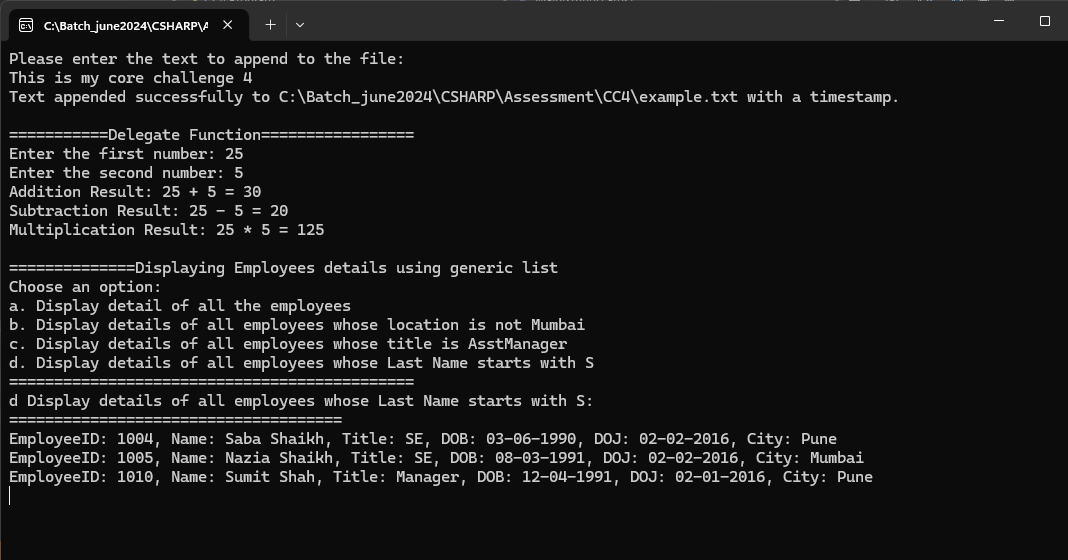 C:\Batch_june2024\CSHARP\A
Please enter the text to append to the file:
This is my core challenge 4
Text appended successfully to C:\Batch_june2024\CSHARP\Assessment\CC4\example.txt with a timestamp.
===========Delegate Function=================
Enter the first number: 25
Enter the second number: 5
Addition Result: 25 + 5 = 30
Subtraction Result: 25 - 5 = 20
Multiplication Result: 25 * 5 = 125
==============Displaying Employees details using generic list
Choose an option:
a. Display detail of all the employees
b. Display details of all employees whose location is not Mumbai
c. Display details of all employees whose title is AsstManager
d. Display details of all employees whose Last Name starts with S
=============================================
d Display details of all employees whose Last Name starts with S:
=====================================
EmployeeID: 1004, Name: Saba Shaikh, Title: SE, DOB: 03-06-1990, DOJ: 02-02-2016, City: Pune
EmployeeID: 1005, Name: Nazia Shaikh, Title: SE, DOB: 08-03-1991, DOJ: 02-02-2016, City: Mumbai
EmployeeID: 1010, Name: Sumit Shah, Title: Manager, DOB: 12-04-1991, DOJ: 02-01-2016, City: Pune